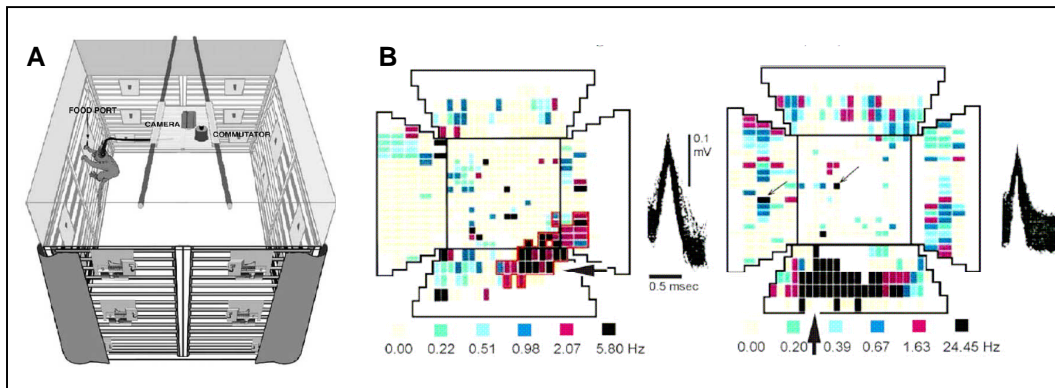 A
FOOD PORT
CAMERA
COMMUTATOR
B
0.1
mV
0.5 msec
0.00 0.22 0.51 0.98 2.07 5.80 Hz
0.00 0.20 0.39 0.67 1.63 24.45 Hz